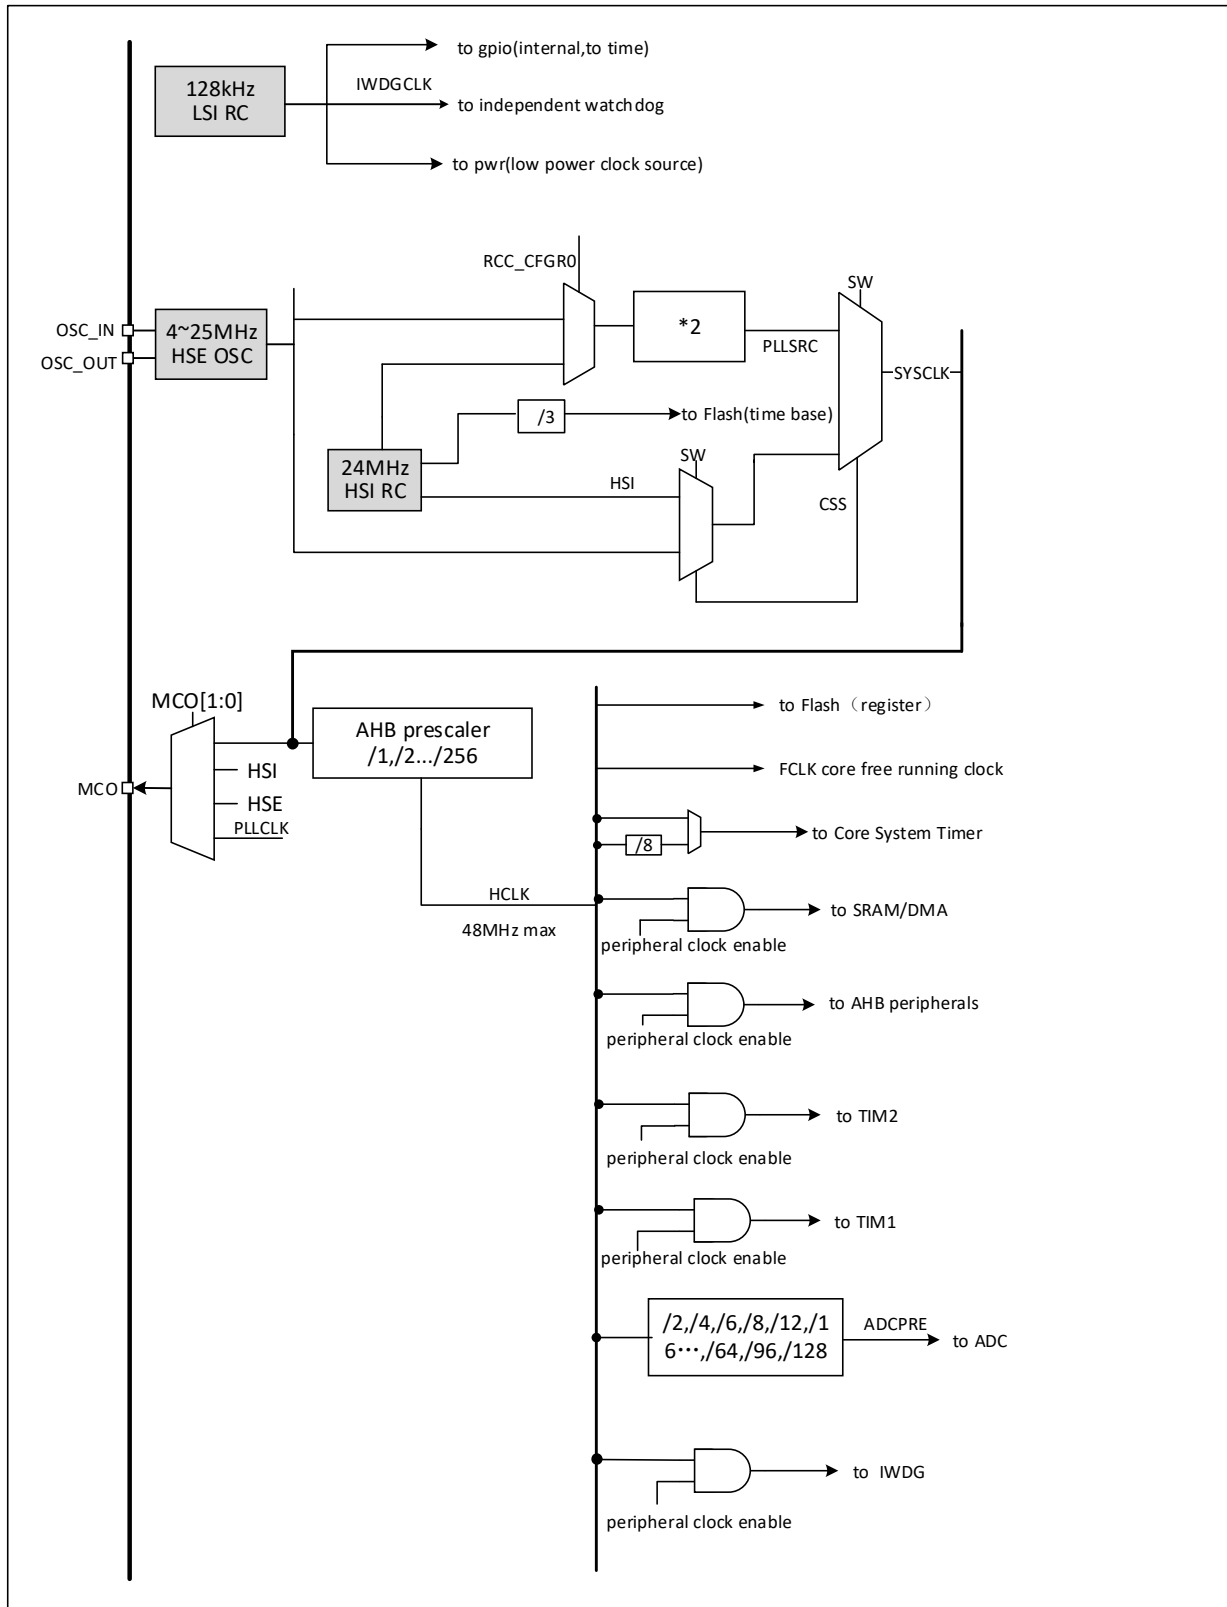 to gpio(internal,to time)
128kHz
LSI RC
IWDGCLK
to independent watchdog
to pwr(low power clock source)
RCC_CFGR0
SW
OSC_IN
OSC_OUT
4~25MHz
HSE OSC
*2
PLLSRC
SYSCLK
/3
to Flash(time base)
24MHz
HSI RC
HSI
SW
CSS
MCO[1:0]
AHB prescaler
/1,/2.../256
HSI
MCO
HSE
PLLCLK
to Flash（register）
FCLK core free running clock
/8
to Core System Timer
HCLK
48MHz max
to SRAM/DMA
peripheral clock enable
to AHB peripherals
peripheral clock enable
to TIM2
peripheral clock enable
to TIM1
peripheral clock enable
/2,/4,/6,/8,/12,/1
6···,/64,/96,/128
ADCPRE
to ADC
to IWDG
peripheral clock enable